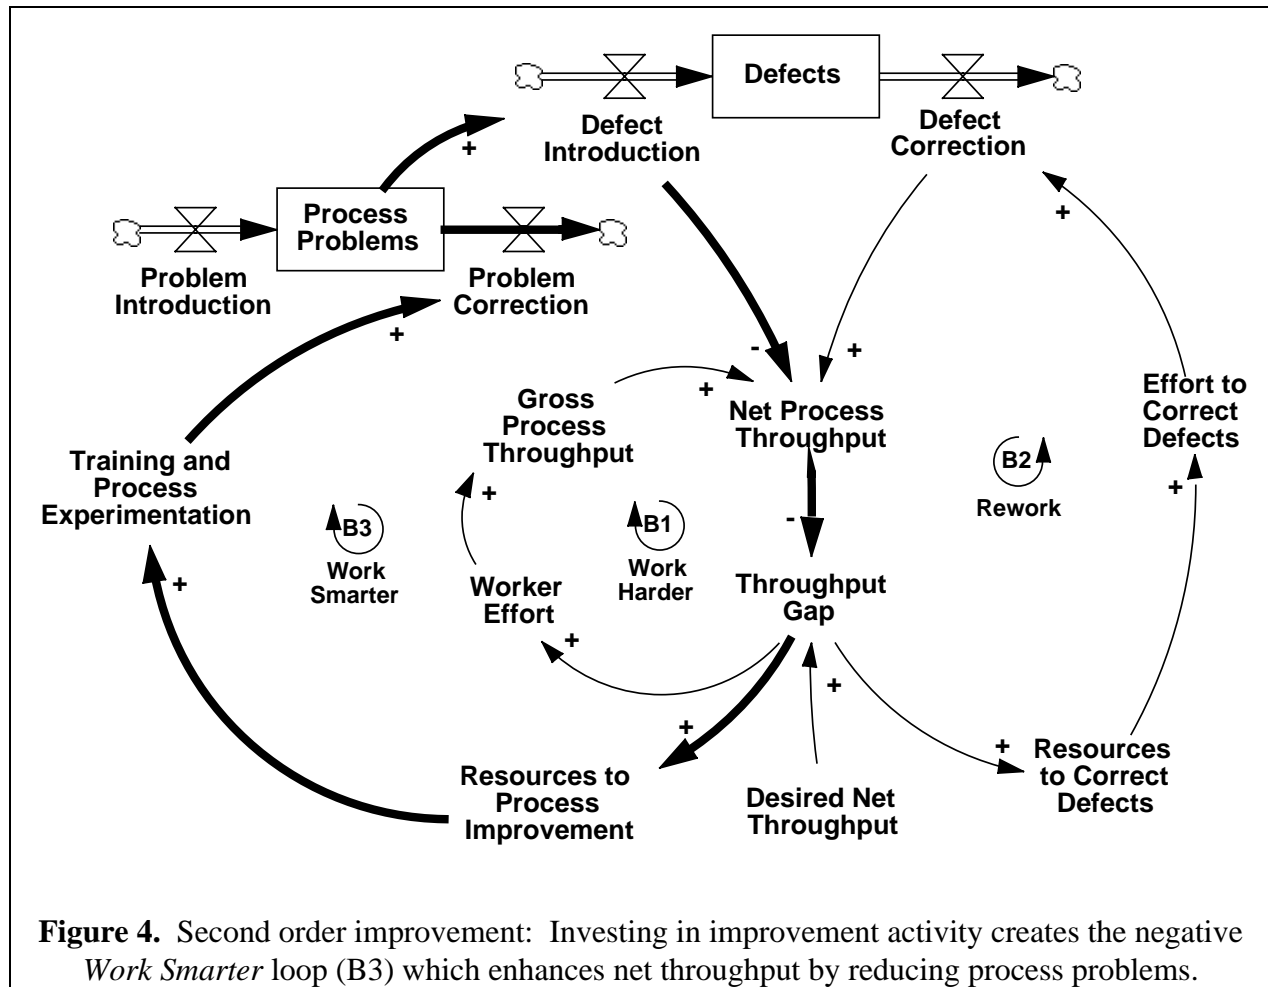 Defects
Defect
Introduction
Defect
Correction
+
+
Process
Problems
Problem
Introduction
Problem
Correction
+
-
+
+
Gross
Process
Throughput
Net Process
Throughput
Effort to
Correct
Defects
Training and
Process
Experimentation
+
+
B3
Work
Smarter
B1
Work
Harder
B2
Rework
-
+
Worker
Effort
Throughput
Gap
+
+
+
+
Resources to
Process
Improvement
Desired Net
Throughput
Resources
to Correct
Defects
Figure 4. Second order improvement: Investing in improvement activity creates the negative
Work Smarter loop (B3) which enhances net throughput by reducing process problems.